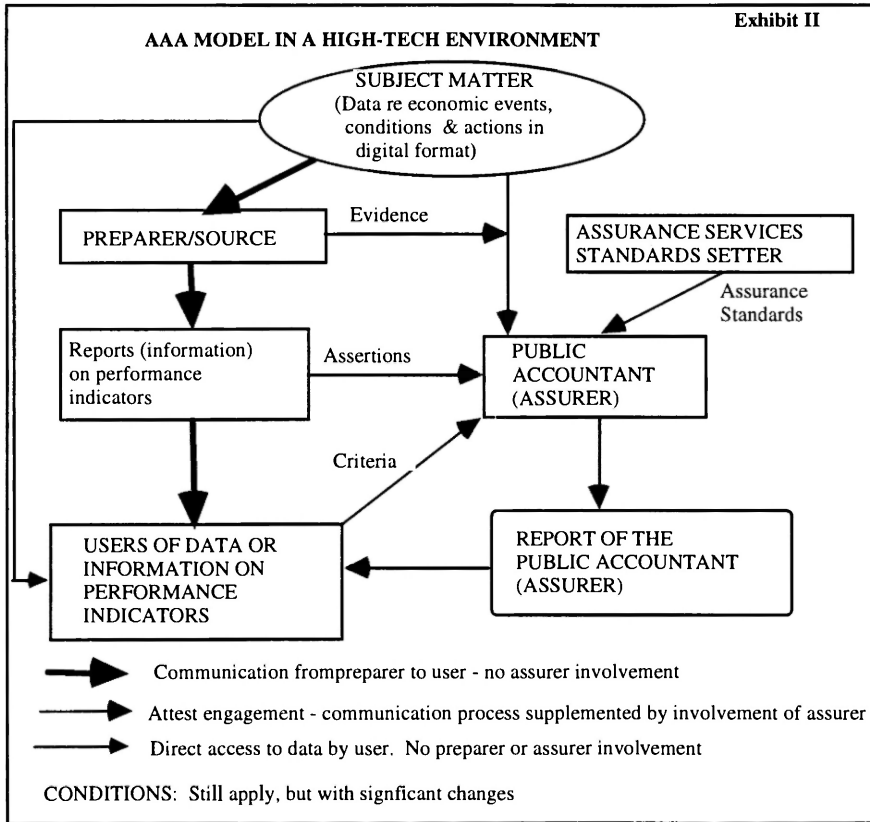 Exhibit II
AAA MODEL IN A HIGH-TECH ENVIRONMENT
SUBJECT MATTER
(Data re economic events,
conditions & actions in
digital format)
PREPARER/SOURCE
Evidence
ASSURANCE SERVICES
STANDARDS SETTER
Assurance
Standards
Reports (information)
on performance
indicators
Assertions
PUBLIC
ACCOUNTANT
(ASSURER)
Criteria
USERS OF DATA OR
INFORMATION ON
PERFORMANCE
INDICATORS
REPORT OF THE
PUBLIC ACCOUNTANT
(ASSURER)
Communication frompreparer to user - no assurer involvement
Attest engagement - communication process supplemented by involvement of assurer
Direct access to data by user. No preparer or assurer involvement
CONDITIONS: Still apply, but with signficant changes